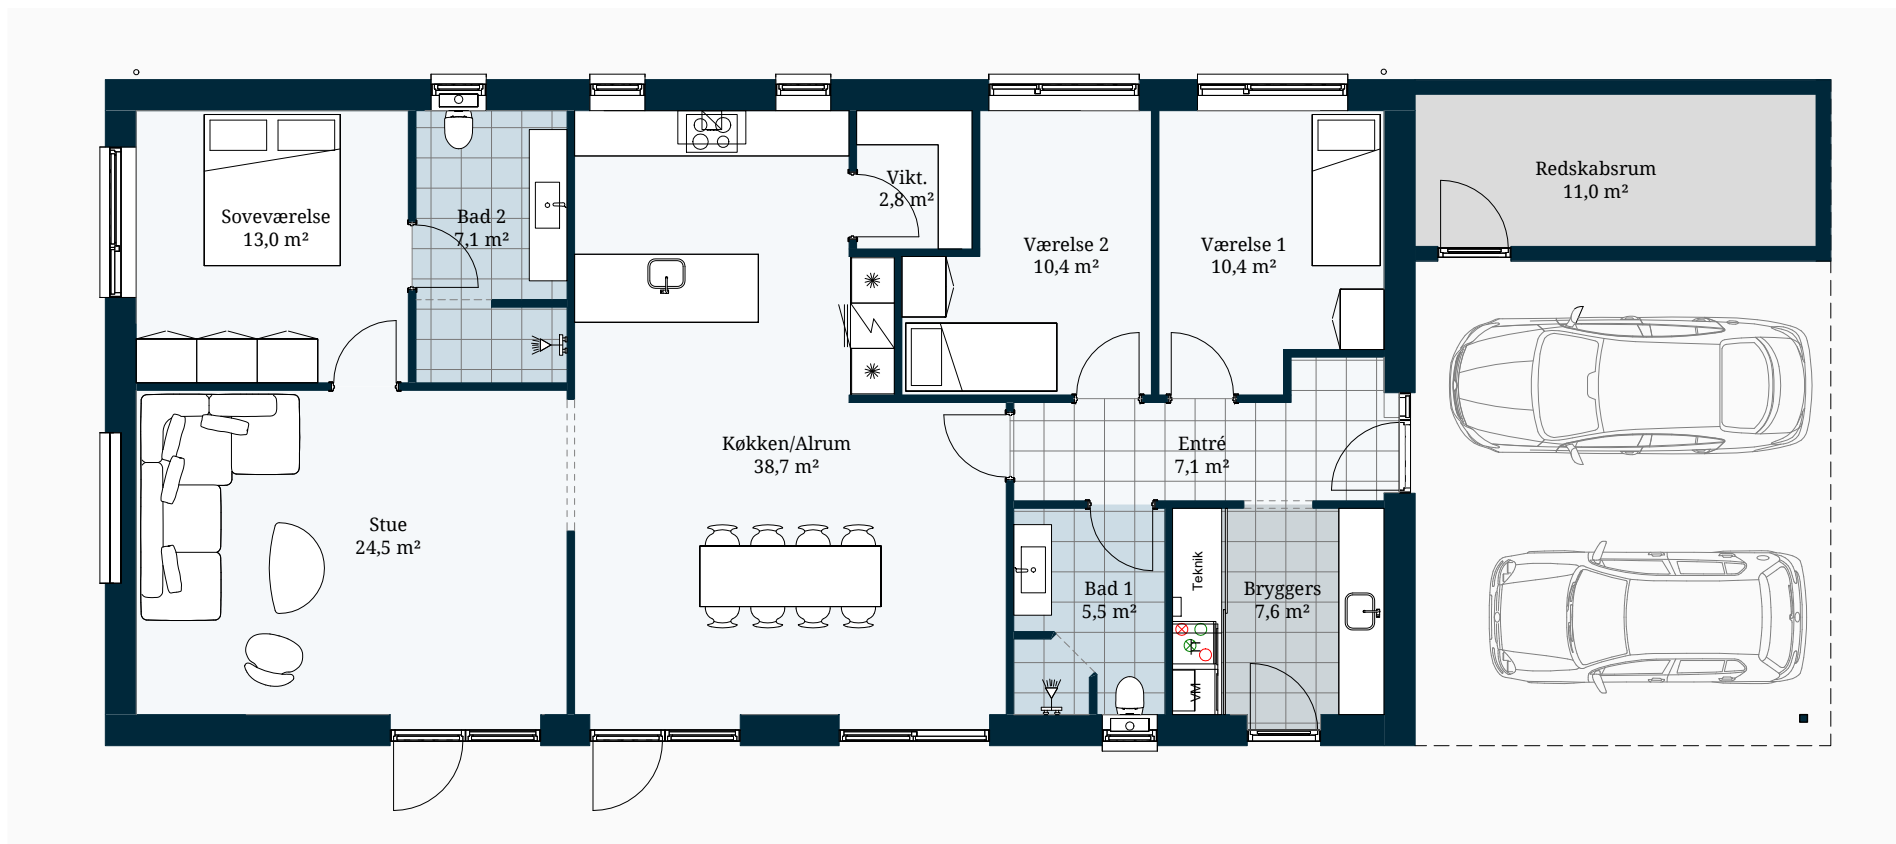 Soveværelse
13,0 m²
Bad 2
7,1 m²
Vikt.
2,8 m²
Værelse 2
10,4 m²
Værelse 1
10,4 m²
Redskabsrum
11,0 m²
Stue
24,5 m²
Køkken/Alrum
38,7 m²
Entré
7,1 m²
Bad 1
5,5 m²
Teknik
Bryggers
7,6 m²
TT
VM